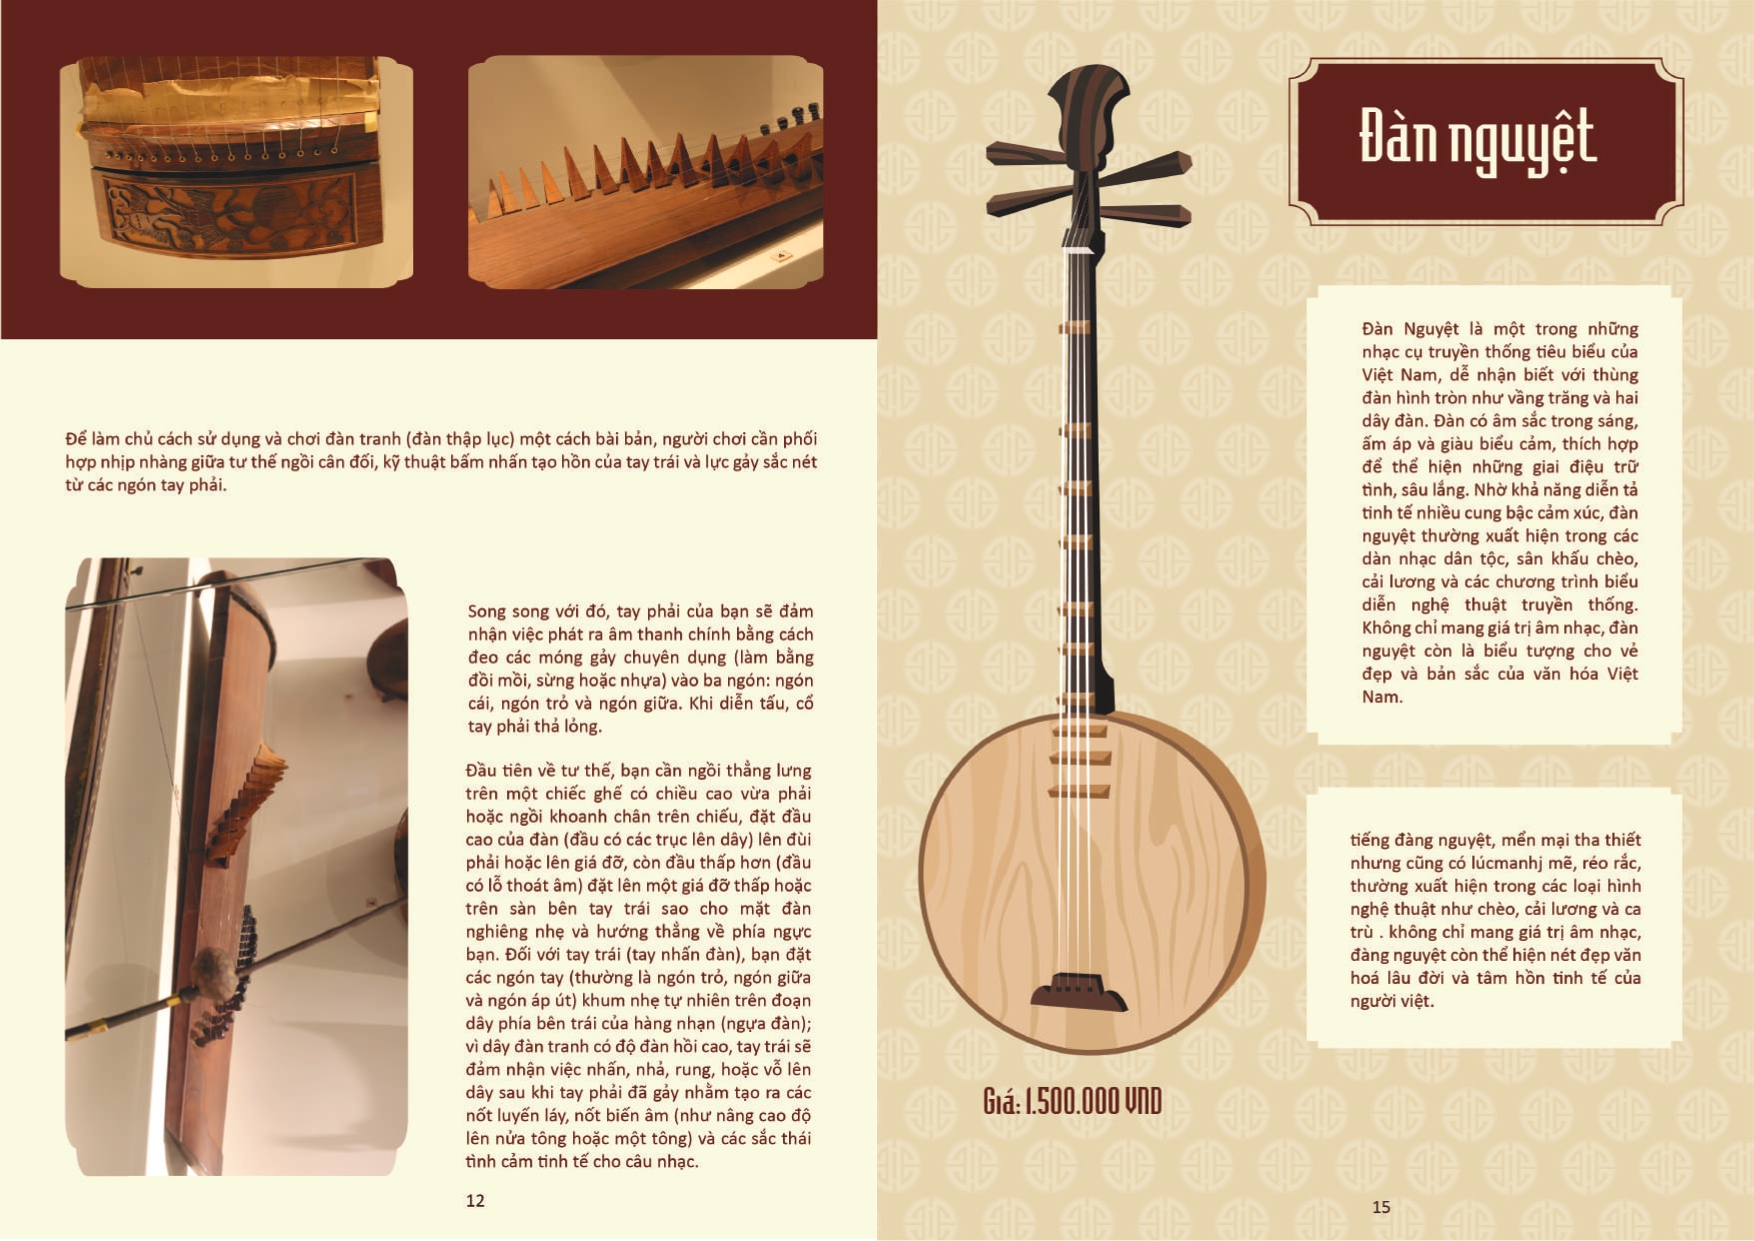 Để làm chủ cách sử dụng và chơi đàn tranh (đàn thập lục) một cách bài bản, người chơi cần phối
hợp nhịp nhàng giữa tư thế ngồi cân đối, kỹ thuật bấm nhấn tạo hồn của tay trái và lực gảy sắc nét
từ các ngón tay phải.
Song song với đó, tay phải của bạn sẽ đảm
nhận việc phát ra âm thanh chính bằng cách
đeo các móng gảy chuyên dụng (làm bằng
đồi mồi, sừng hoặc nhựa) vào ba ngón: ngón
cái, ngón trỏ và ngón giữa. Khi diễn tấu, cổ
tay phải thả lỏng.
Đầu tiên về tư thế, bạn cần ngồi thẳng lưng
trên một chiếc ghế có chiều cao vừa phải
hoặc ngồi khoanh chân trên chiếu, đặt đầu
cao của đàn (đầu có các trục lên dây) lên đùi
phải hoặc lên giá đỡ, còn đầu thấp hơn (đầu
có lỗ thoát âm) đặt lên một giá đỡ thấp hoặc
trên sàn bên tay trái sao cho mặt đàn
nghiêng nhẹ và hướng thẳng về phía ngực
bạn. Đối với tay trái (tay nhấn đàn), bạn đặt
các ngón tay (thường là ngón trỏ, ngón giữa
và ngón áp út) khum nhẹ tự nhiên trên đoạn
dây phía bên trái của hàng nhạn (ngựa đàn);
vì dây đàn tranh có độ đàn hồi cao, tay trái sẽ
đảm nhận việc nhấn, nhả, rung, hoặc vỗ lên
dây sau khi tay phải đã gảy nhằm tạo ra các
nốt luyến láy, nốt biến âm (như nâng cao độ
lên nửa tông hoặc một tông) và các sắc thái
tình cảm tinh tế cho câu nhạc.
12
Đàn nguyệt
Đàn Nguyệt là một trong những
nhạc cụ truyền thống tiêu biểu của
Việt Nam, dễ nhận biết với thùng
đàn hình tròn như vầng trăng và hai
dây đàn. Đàn có âm sắc trong sáng,
ấm áp và giàu biểu cảm, thích hợp
để thể hiện những giai điệu trữ
tình, sâu lắng. Nhờ khả năng diễn tả
tinh tế nhiều cung bậc cảm xúc, đàn
nguyệt thường xuất hiện trong các
dàn nhạc dân tộc, sân khấu chèo,
cải lương và các chương trình biểu
diễn nghệ thuật truyền thống.
Không chỉ mang giá trị âm nhạc, đàn
nguyệt còn là biểu tượng cho vẻ
đẹp và bản sắc của văn hóa Việt
Nam.
tiếng đàng nguyệt, mển mại tha thiết
nhưng cũng có lúcmanhj mẽ, réo rắc,
thường xuất hiện trong các loại hình
nghệ thuật như chèo, cải lương và ca
trù . không chỉ mang giá trị âm nhạc,
đàng nguyệt còn thể hiện nét đẹp văn
hoá lâu đời và tâm hồn tinh tế của
người việt.
Giá: 1.500.000 VND
15